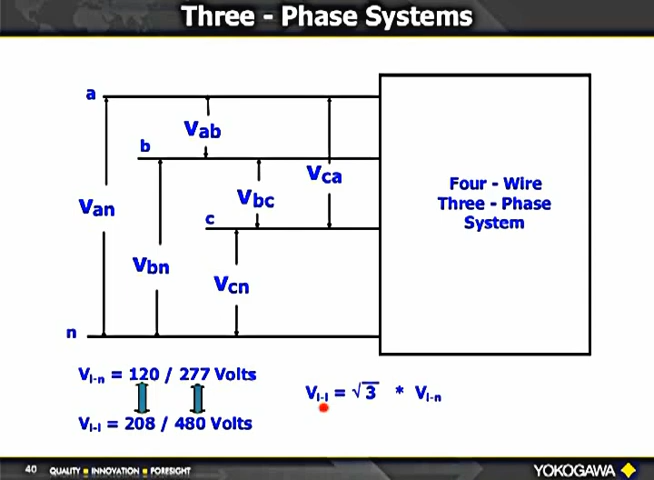 Three - Phase Systems
a
Vab
b
Vca
Vbc
Van
c
Vbn
Vcn
n
Four - Wire
Three - Phase
System
Vl-n = 120 / 277 Volts
Vl-l = 208 / 480 Volts
Vl-l = √3 * Vl-n
40 QUALITY ■ INNOVATION ■ FORESIGHT
YOKOGAWA